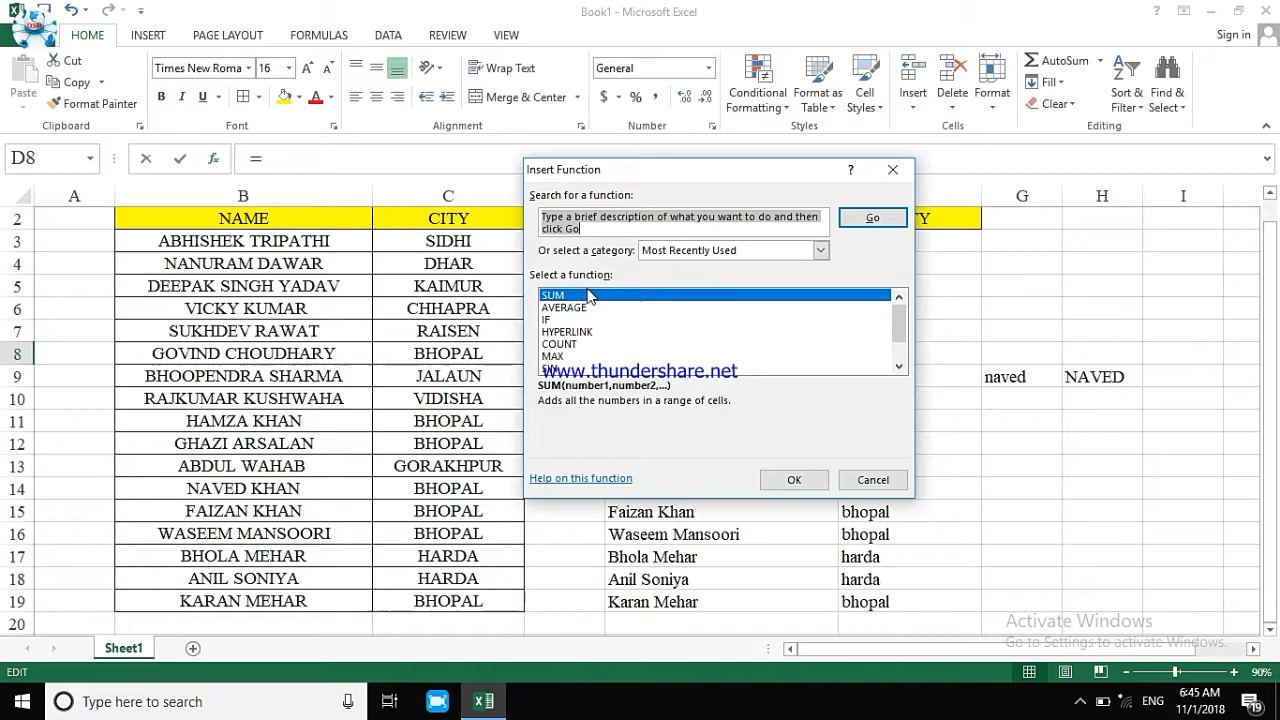 DSR
Book1 - Microsoft Excel
HOME INSERT PAGE LAYOUT FORMULAS DATA REVIEW VIEW Sign in
Paste
Cut
Copy
Format Painter
Clipboard
Times New Roma 16 A A
B I U A
Font
Wrap Text
Merge & Center
Alignment
General
$ % ,
Number
Conditional Formatting
Format as Table
Cell Styles
Styles
Insert
Delete
Format
Cells
AutoSum
Fill
Clear
Sort & Filter
Find & Select
Editing
D8 fx =
A B C G H I
2 NAME CITY
3 ABHISHEK TRIPATHI SIDHI
4 NANURAM DAWAR DHAR
5 DEEPAK SINGH YADAV KAIMUR
6 VICKY KUMAR CHHAPRA
7 SUKHDEV RAWAT RAISEN
8 GOVIND CHOUDHARY BHOPAL
9 BHOOPENDRA SHARMA JALAUN naved NAVED
10 RAJKUMAR KUSHWAHA VIDISHA
11 HAMZA KHAN BHOPAL
12 GHAZI ARSALAN BHOPAL
13 ABDUL WAHAB GORAKHPUR
14 NAVED KHAN BHOPAL
15 FAIZAN KHAN BHOPAL Faizan Khan bhopal
16 WASEEM MANSOORI BHOPAL Waseem Mansoori bhopal
17 BHOLA MEHAR HARDA Bhola Mehar harda
18 ANIL SONIYA HARDA Anil Soniya harda
19 KARAN MEHAR BHOPAL Karan Mehar bhopal
20
Insert Function ?
Search for a function:
Type a brief description of what you want to do and then
click Go
Go
Or select a category: Most Recently Used
Select a function:
SUM
AVERAGE
IF
HYPERLINK
COUNT
MAX
www.thundershare.net
SUM(number1,number2,...)
Adds all the numbers in a range of cells.
Help on this function
OK Cancel
Activate Windows
Go to Settings to activate Windows.
Sheet1
EDIT
90%
Type here to search
ENG
6:45 AM
11/1/2018
19